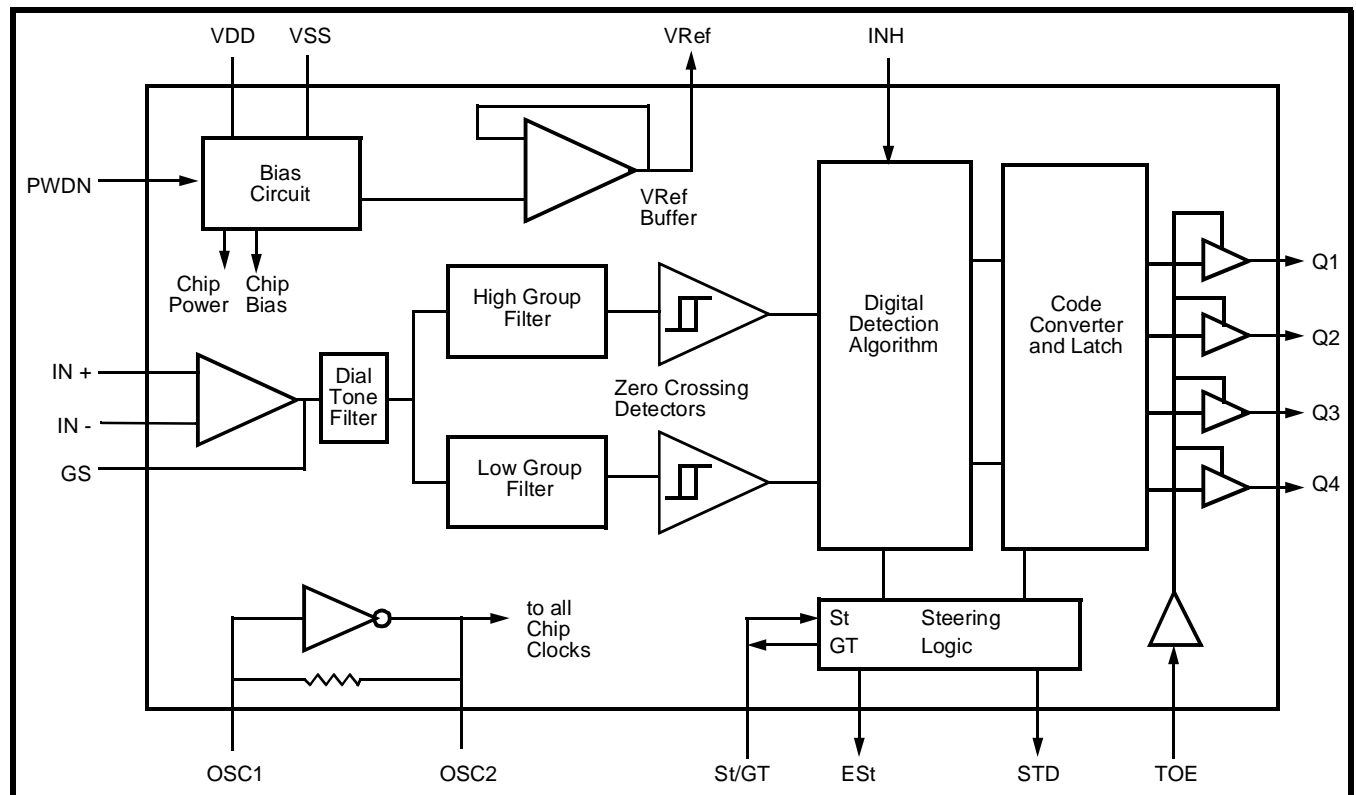 VDD
VSS
VRef
INH
PWDN
Bias
Circuit
VRef
Buffer
Chip
Power
Chip
Bias
High Group
Filter
Digital
Detection
Algorithm
Code
Converter
and Latch
Q1
Q2
Q3
Q4
IN +
IN -
GS
Dial
Tone
Filter
Zero Crossing
Detectors
Low Group
Filter
to all
Chip
Clocks
St
Steering
GT
Logic
OSC1
OSC2
St/GT
ESt
STD
TOE